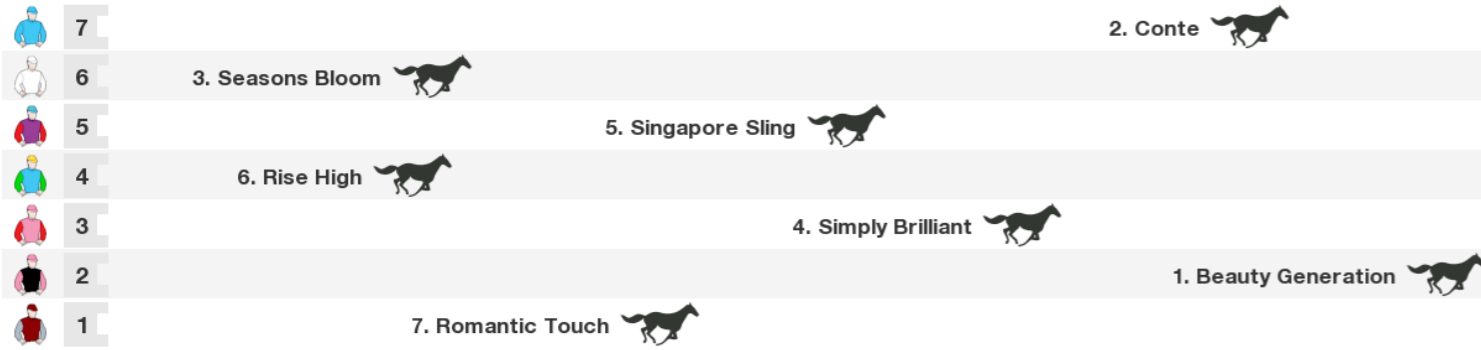 7 2. Conte
6 3. Seasons Bloom
5 5. Singapore Sling
4 6. Rise High
3 4. Simply Brilliant
2 1. Beauty Generation
1 7. Romantic Touch